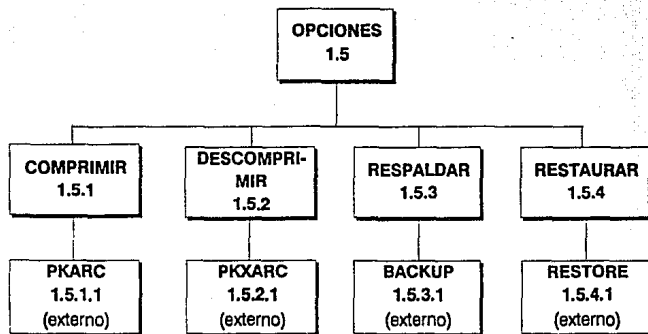 OPCIONES
1.5
COMPRIMIR
1.5.1
DESCOMPRI-
MIR
1.5.2
RESPALDAR
1.5.3
RESTAURAR
1.5.4
PKARC
1.5.1.1
(externo)
PKXARC
1.5.2.1
(externo)
BACKUP
1.5.3.1
(externo)
RESTORE
1.5.4.1
(externo)